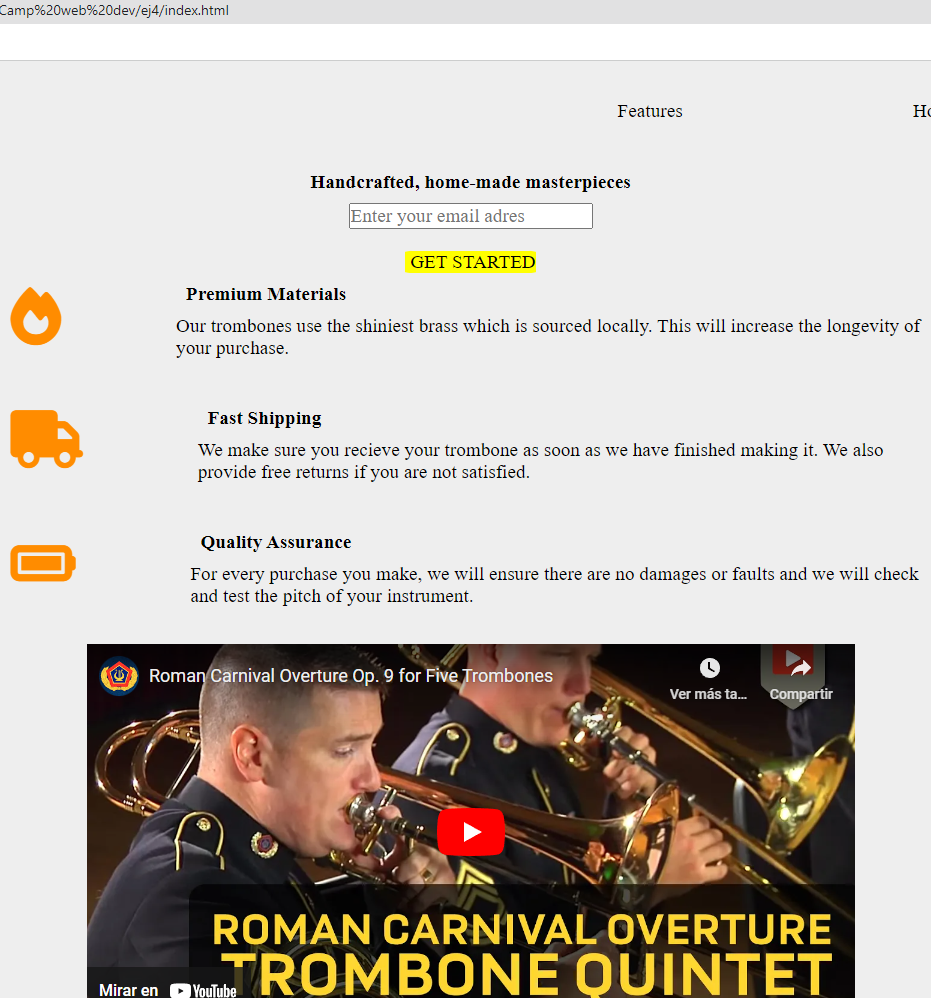 Camp%20web%20dev/ej4/index.html
Features
Ho
Handcrafted, home-made masterpieces
Enter your email adres
GET STARTED
Premium Materials
Our trombones use the shiniest brass which is sourced locally. This will increase the longevity of
your purchase.
Fast Shipping
We make sure you recieve your trombone as soon as we have finished making it. We also
provide free returns if you are not satisfied.
Quality Assurance
For every purchase you make, we will ensure there are no damages or faults and we will check
and test the pitch of your instrument.
Roman Carnival Overture Op. 9 for Five Trombones
Ver más ta...
Compartir
ROMAN CARNIVAL OVERTURE
TROMBONE QUINTET
Mirar en YouTube